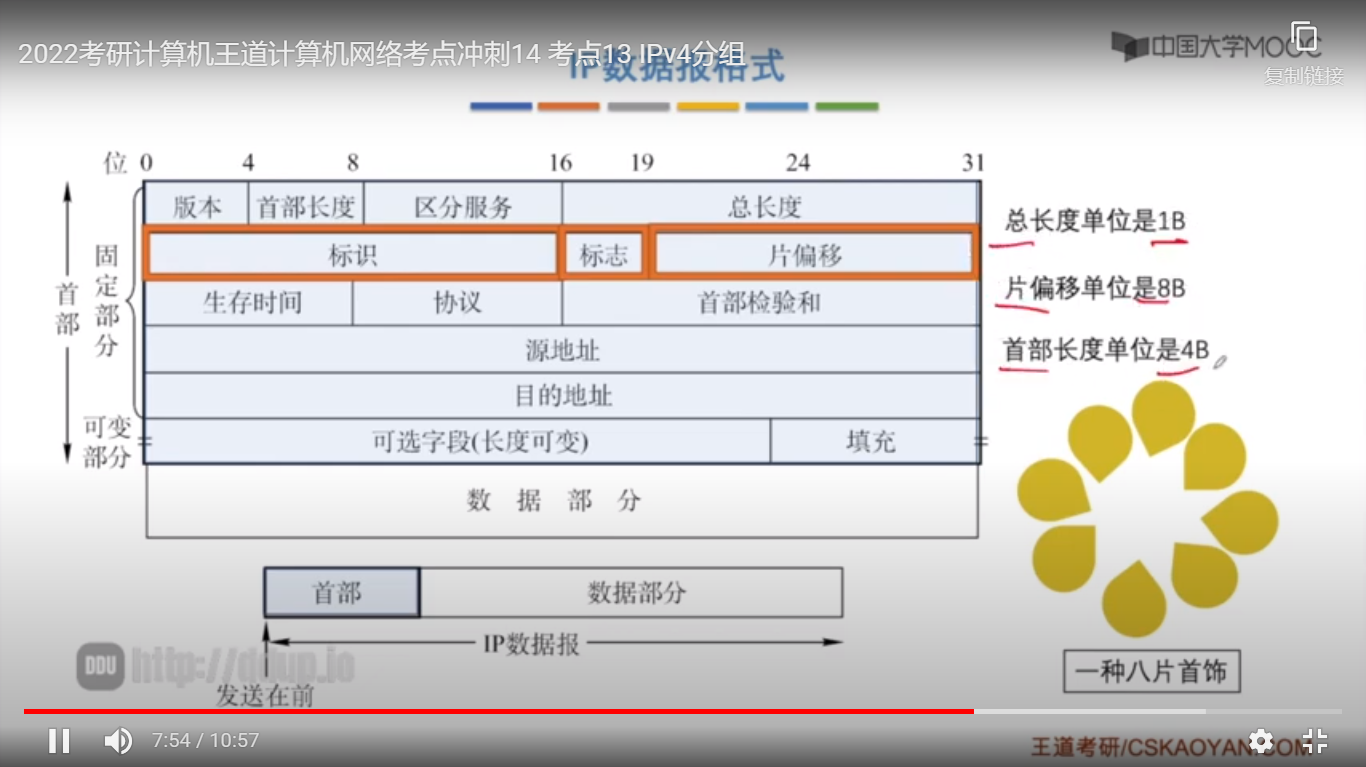 2022考研计算机王道计算机网络考点冲刺14 考点13 IPv4分组
IP数据报格式
中国大学MOOC
复制链接
位 0 4 8 16 19 24 31
版本 首部长度 区分服务 总长度
标识 标志 片偏移
生存时间 协议 首部检验和
源地址
目的地址
可选字段(长度可变) 填充
数据部分
首部
固定部分
可变部分
总长度单位是1B
片偏移单位是8B
首部长度单位是4B
一种八片首饰
首部 数据部分
IP数据报
发送在前
DDU http://ddup.io
7:54 / 10:57
王道考研/CSKAOYAN.COM